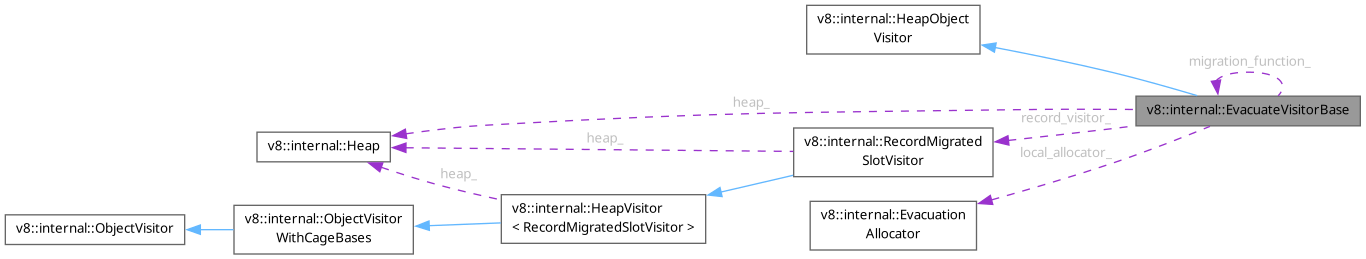 v8::internal::HeapObject
Visitor
migration_function_
v8::internal::EvacuateVisitorBase
heap_
record_visitor_
v8::internal::Heap
heap_
v8::internal::RecordMigrated
SlotVisitor
local_allocator_
heap_
v8::internal::HeapVisitor
< RecordMigratedSlotVisitor >
v8::internal::ObjectVisitor
v8::internal::ObjectVisitor
WithCageBases
v8::internal::Evacuation
Allocator